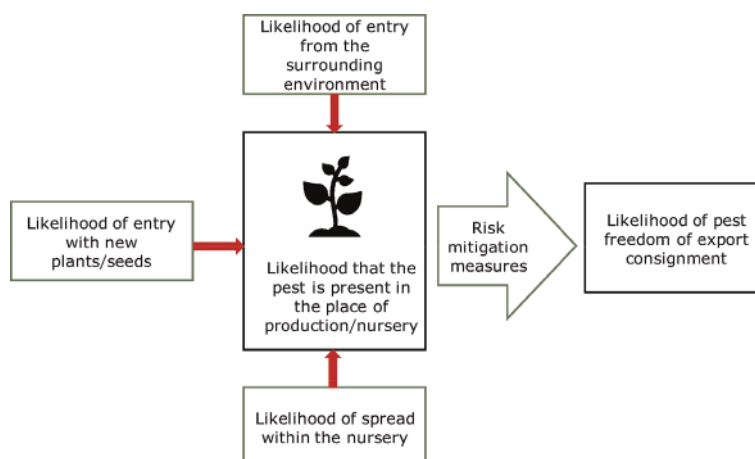 Likelihood of entry
from the
surrounding
environment
Likelihood of entry
with new
plants/seeds
Likelihood that the
pest is present in
the place of
production/nursery
Risk
mitigation
measures
Likelihood of pest
freedom of export
consignment
Likelihood of spread
within the nursery